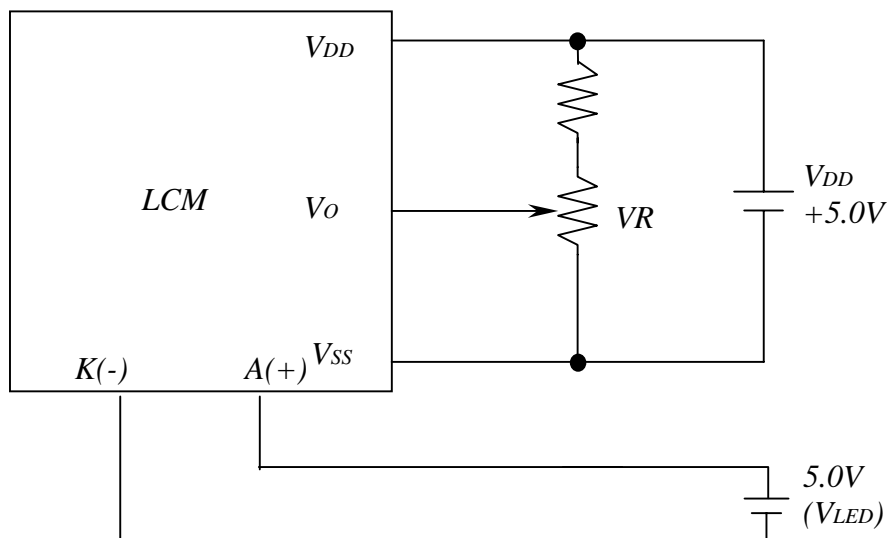 VDD
LCM
VO
VR
VDD
+5.0V
VSS
K(-)
A(+)
5.0V
(VLED)